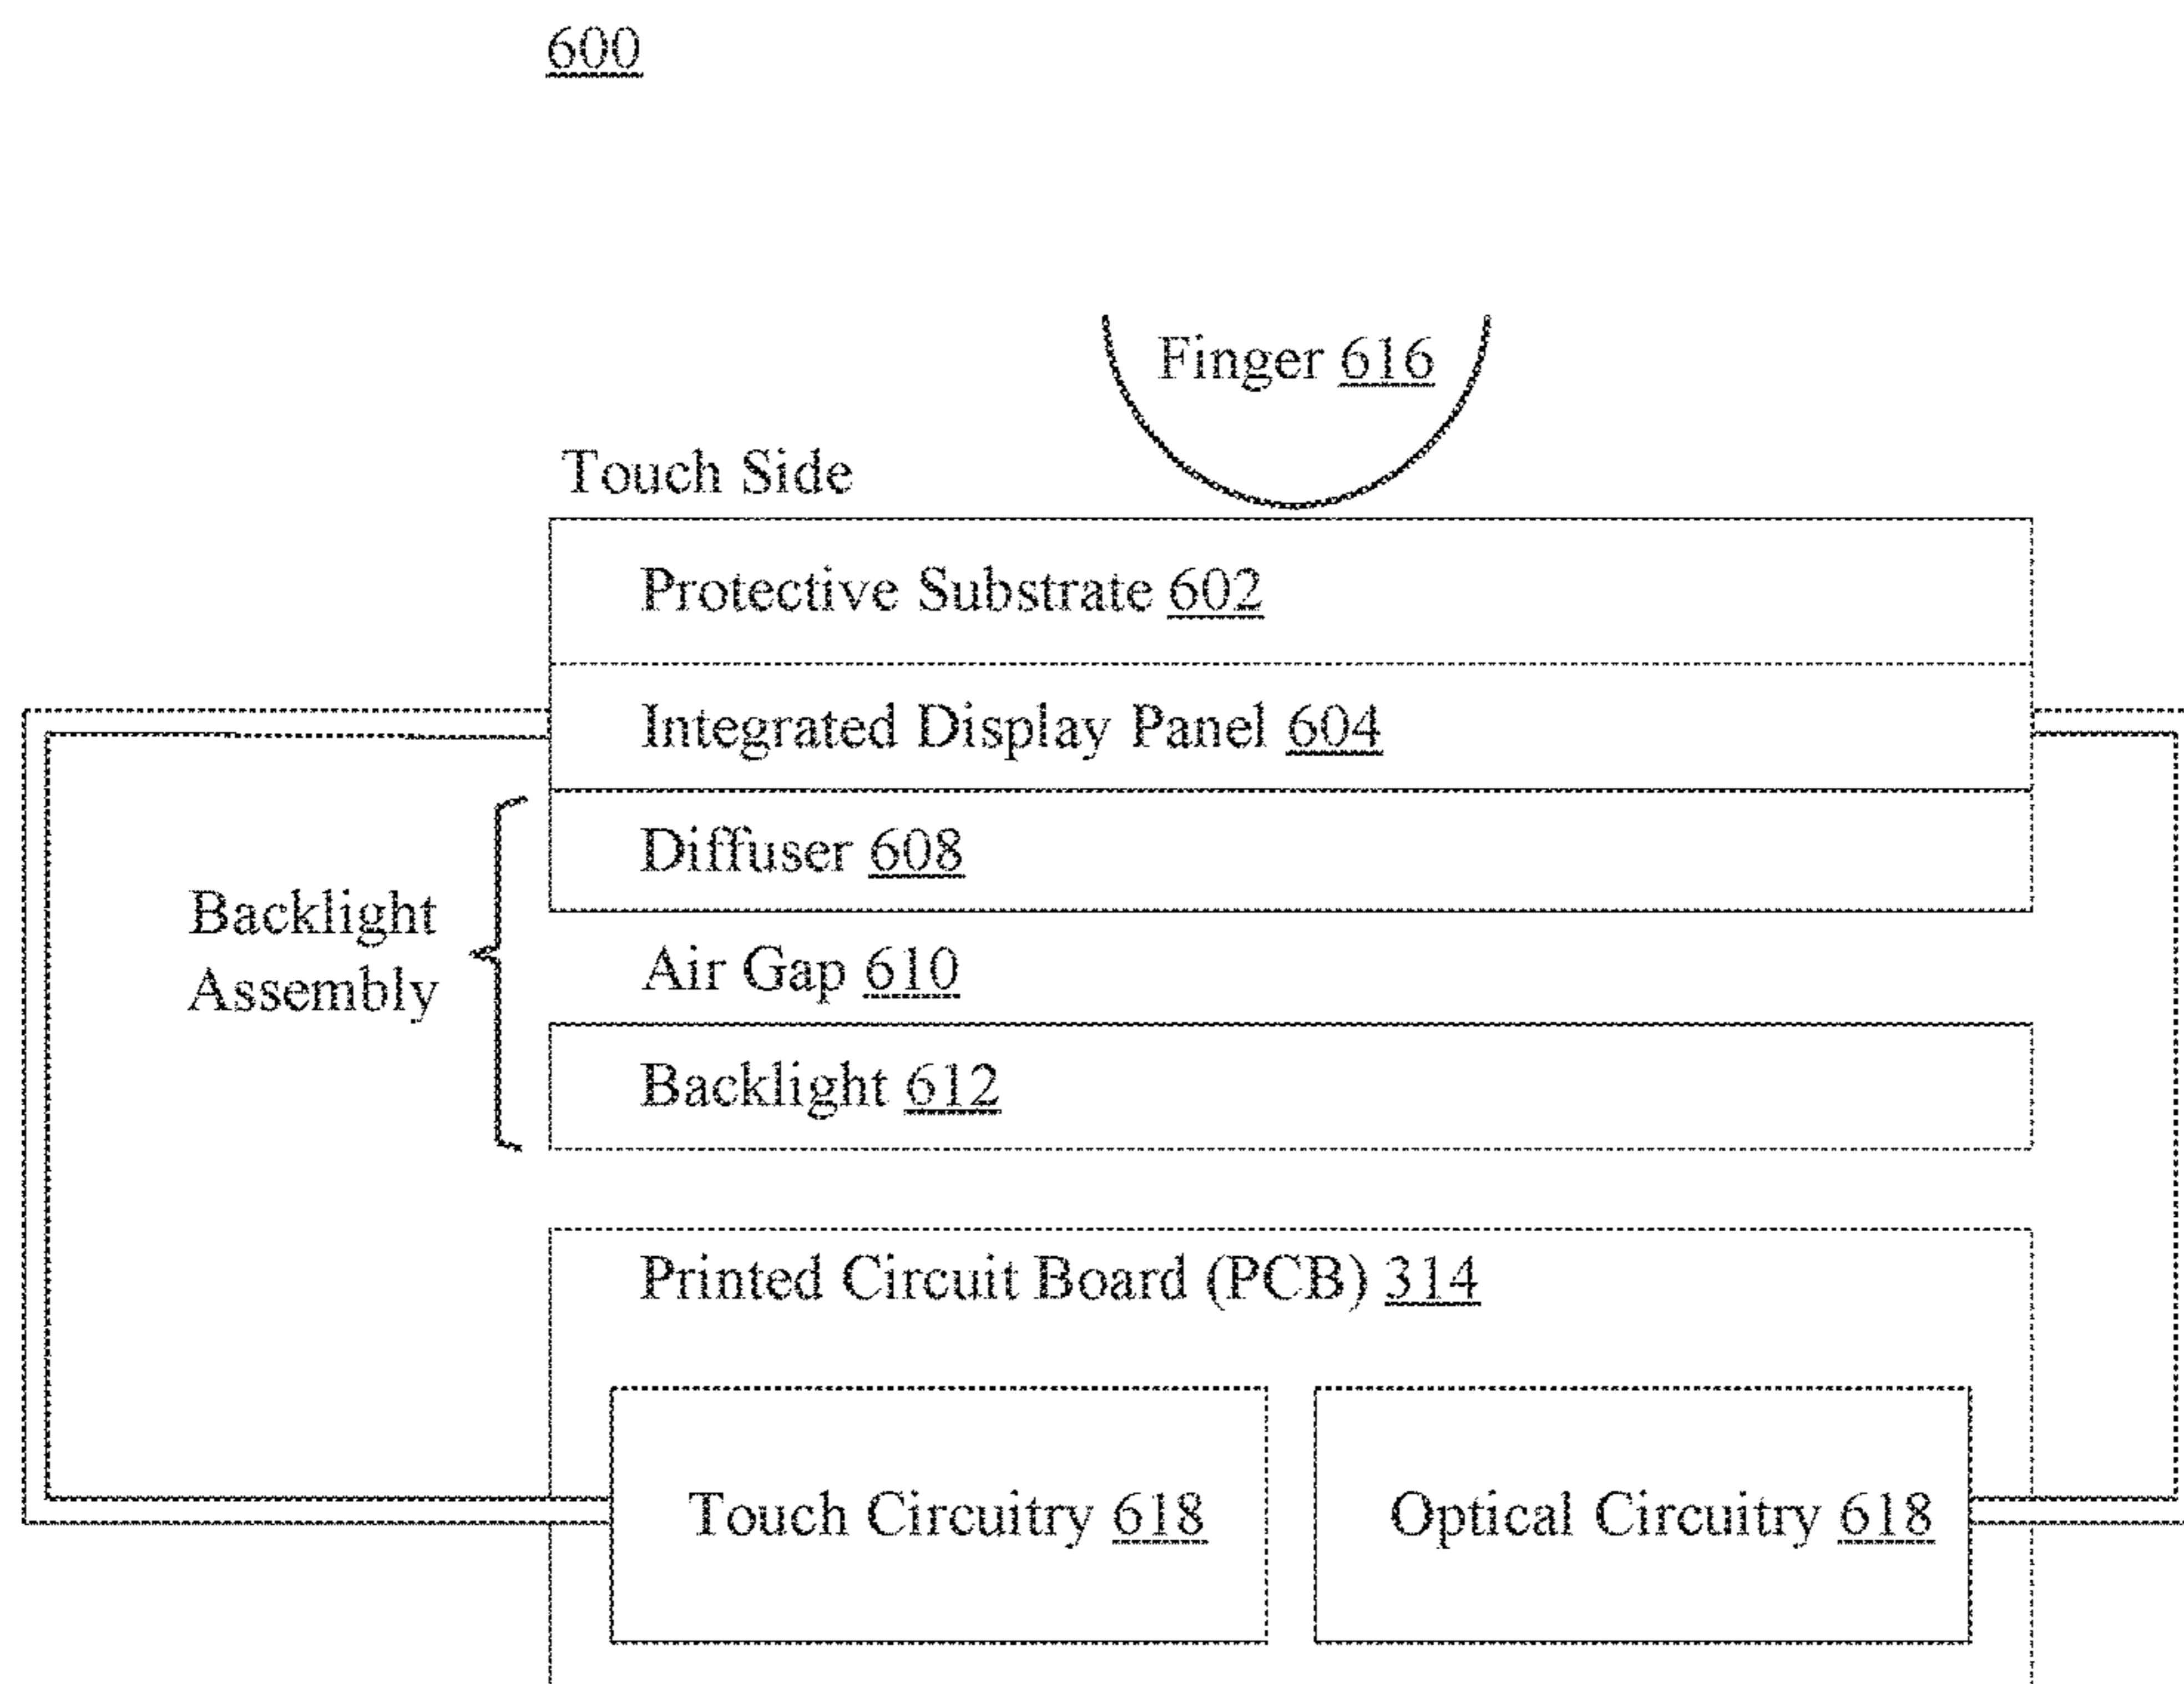 600
Finger 616
Touch Side
Protective Substrate 602
Integrated Display Panel 604
Diffuser 608
Backlight
Assembly
Air Gap 610
Backlight 612
Printed Circuit Board (PCB) 314
Touch Circuitry 618
Optical Circuitry 618